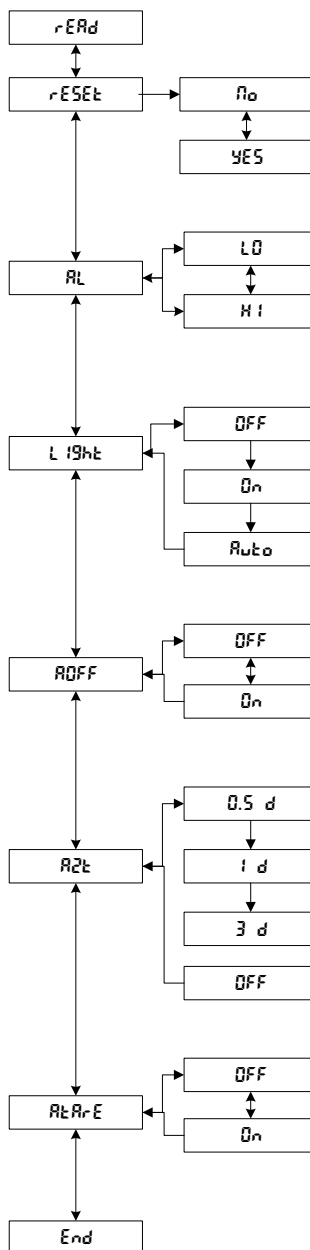 rEAd
rESEt
No
YES
AL
LO
HI
LIght
OFF
On
Auto
AOFF
OFF
On
A2t
0.5 d
1 d
3 d
OFF
AtArE
OFF
On
End